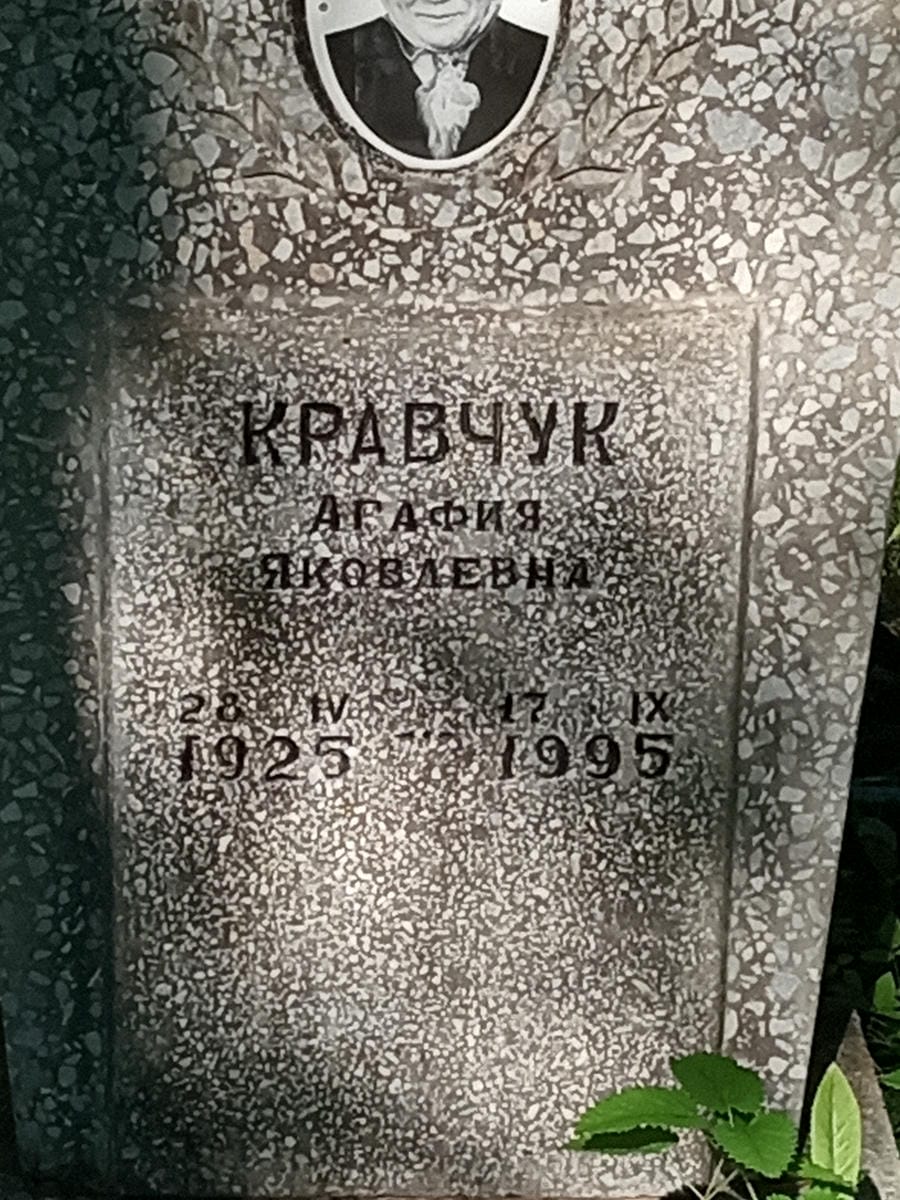 КРАВЧУК
Агафия
Яковлевна
28 IV 17 IX
1925 - 1995